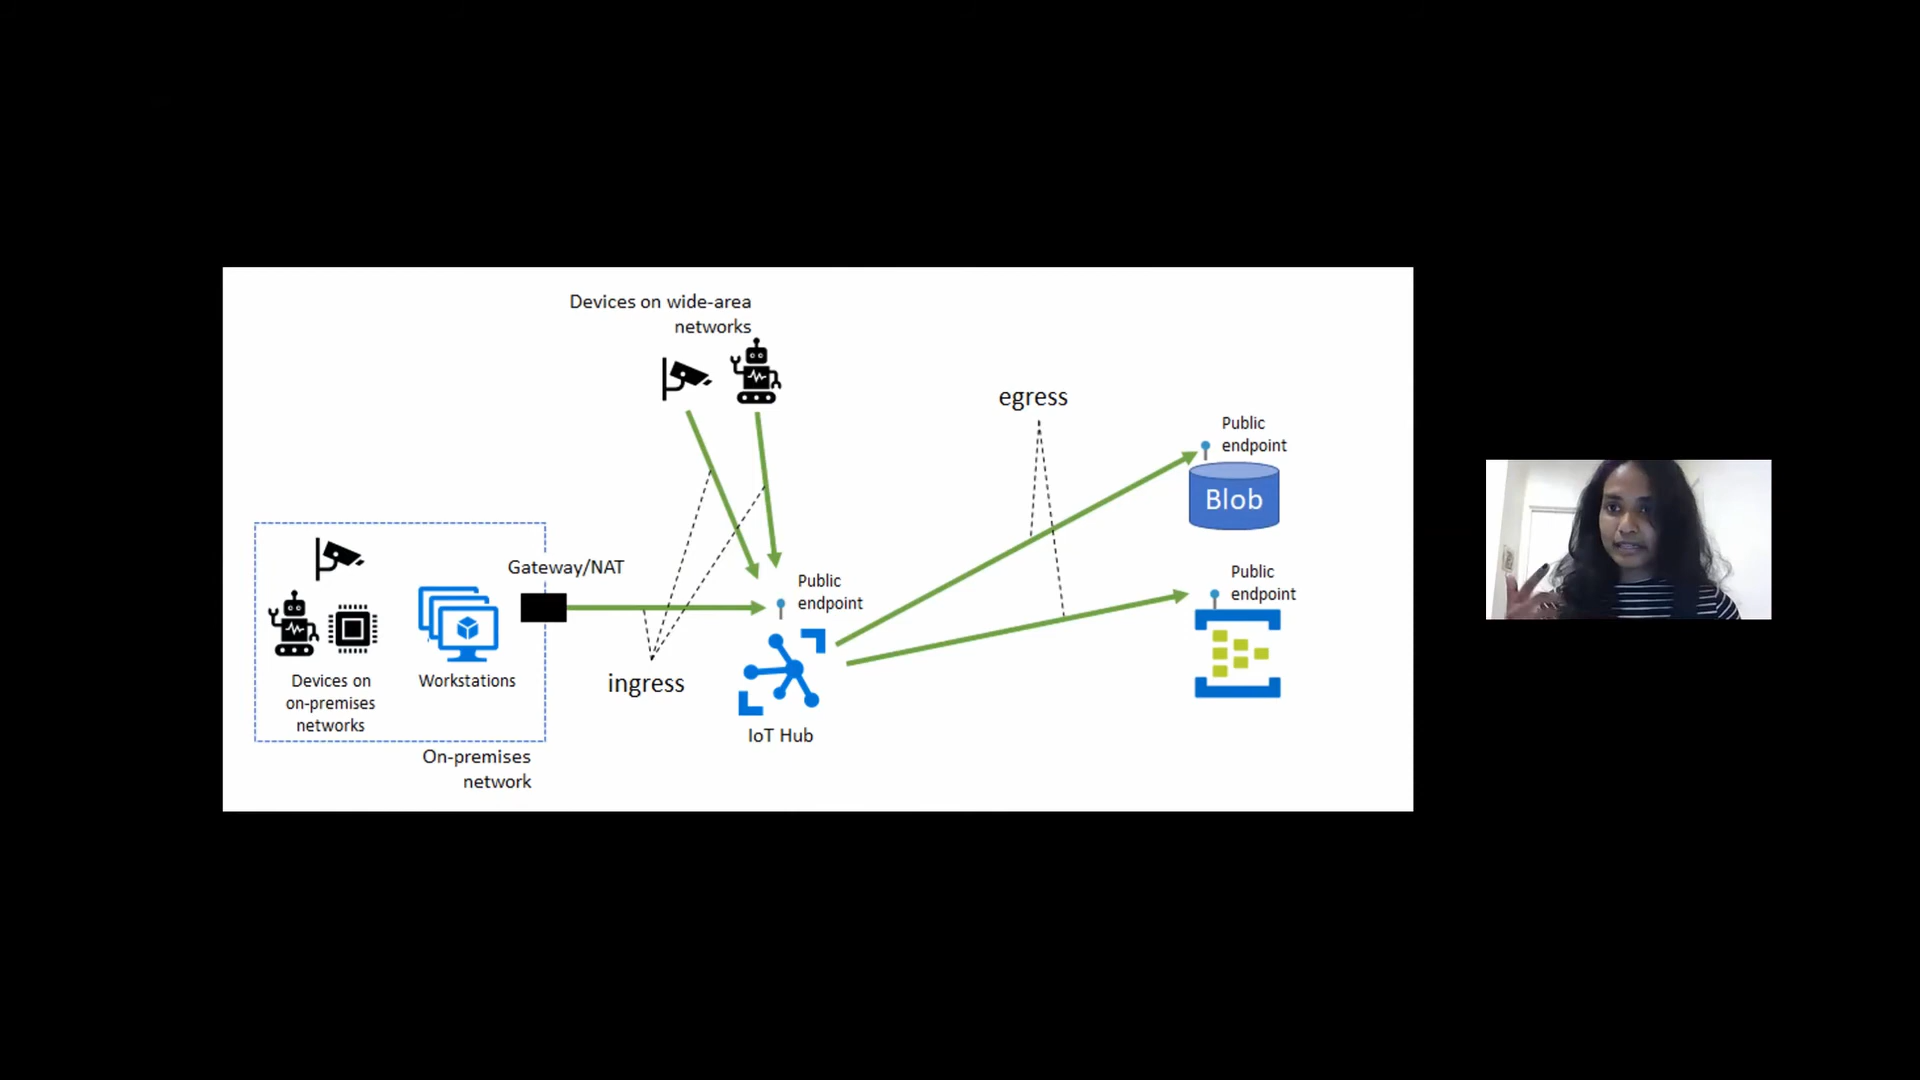 Devices on wide-area
networks
egress
Public
endpoint
Blob
Gateway/NAT
Public
endpoint
Public
endpoint
Devices on
on-premises
networks
Workstations
ingress
IoT Hub
On-premises
network